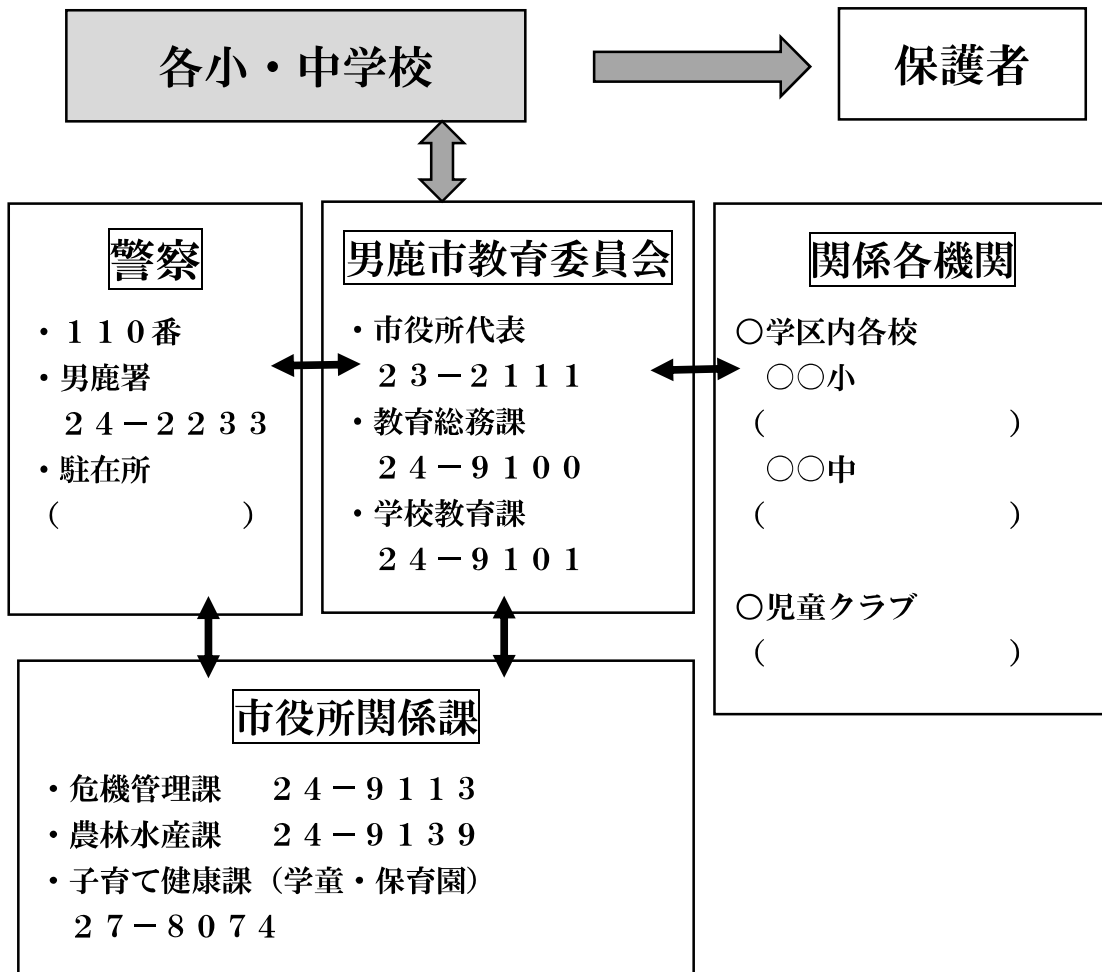 各小・中学校
保護者
警察
・１１０番
・男鹿署
２４－２２３３
・駐在所
（　　　　　　）
男鹿市教育委員会
・市役所代表
２３－２１１１
・教育総務課
２４－９１００
・学校教育課
２４－９１０１
関係各機関
○学区内各校
○○小
（　　　　　　　　）
○○中
（　　　　　　　　）
○児童クラブ
（　　　　　　　　）
市役所関係課
・危機管理課　２４－９１１３
・農林水産課　２４－９１３９
・子育て健康課（学童・保育園）
２７－８０７４